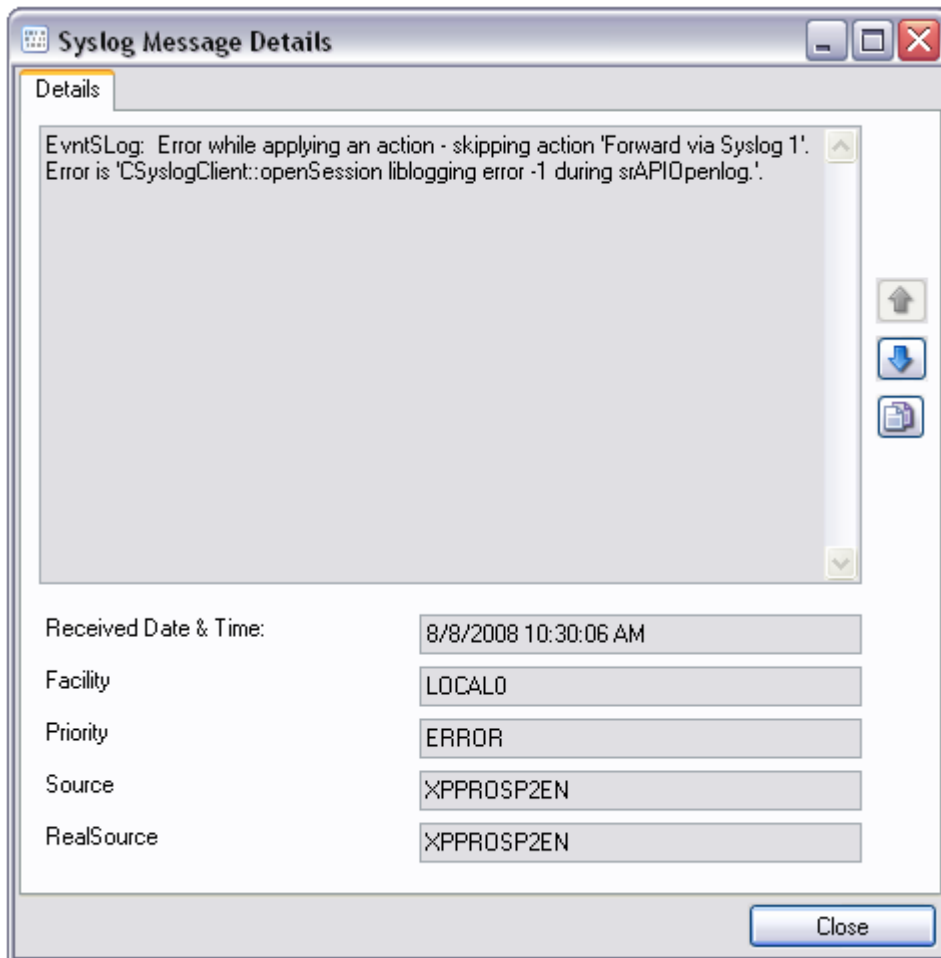 Syslog Message Details
Details
EvntSLog:  Error while applying an action - skipping action 'Forward via Syslog 1'.
Error is 'CSyslogClient::openSession liblogging error -1 during srAPIOpenlog.'.
Received Date & Time:
8/8/2008 10:30:06 AM
Facility
LOCAL0
Priority
ERROR
Source
XPPROSP2EN
RealSource
XPPROSP2EN
Close